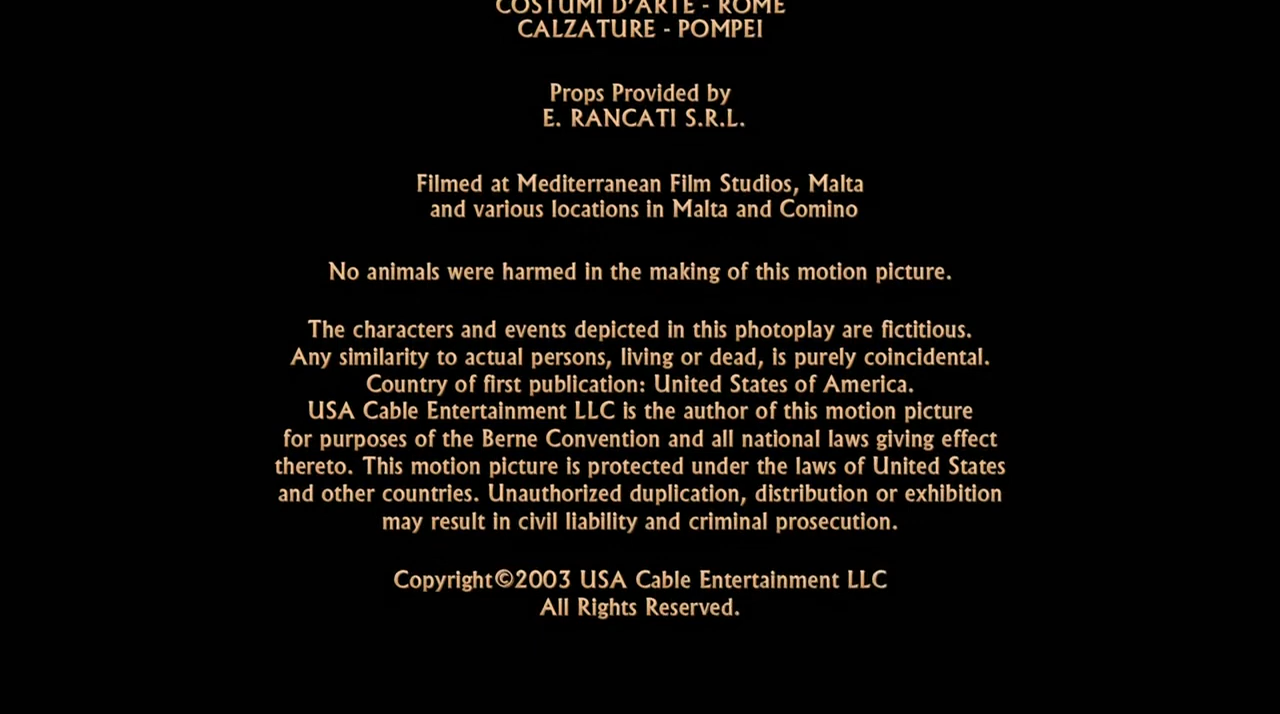 COSTUMI D'ARTE - ROME
CALZATURE - POMPEI
Props Provided by
E. RANCATI S.R.L.
Filmed at Mediterranean Film Studios, Malta
and various locations in Malta and Comino
No animals were harmed in the making of this motion picture.
The characters and events depicted in this photoplay are fictitious.
Any similarity to actual persons, living or dead, is purely coincidental.
Country of first publication: United States of America.
USA Cable Entertainment LLC is the author of this motion picture
for purposes of the Berne Convention and all national laws giving effect
thereto. This motion picture is protected under the laws of United States
and other countries. Unauthorized duplication, distribution or exhibition
may result in civil liability and criminal prosecution.
Copyright©2003 USA Cable Entertainment LLC
All Rights Reserved.